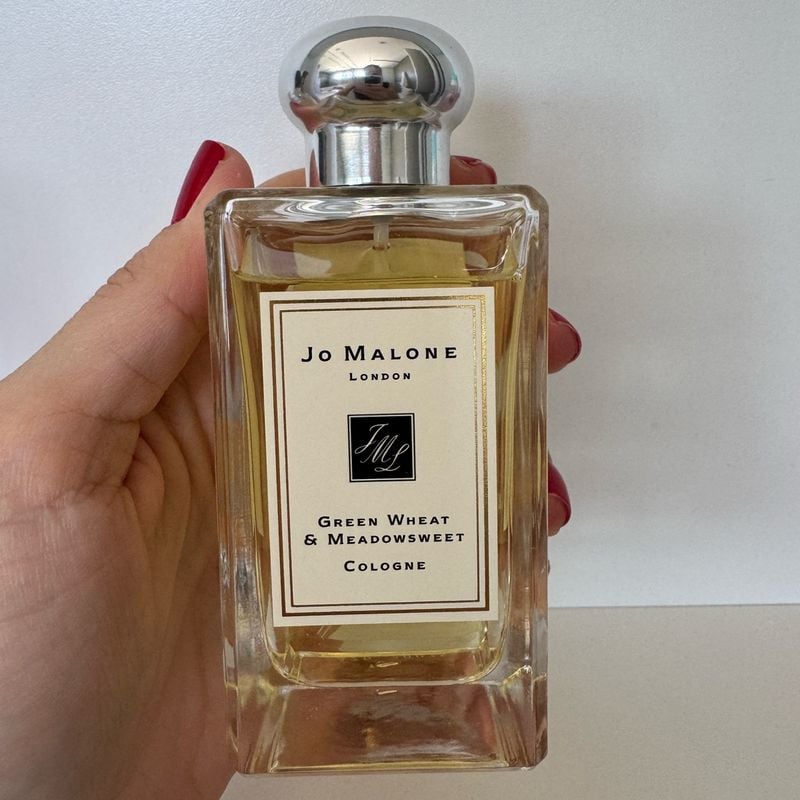 Jo Malone
London
JML
Green Wheat
& Meadowsweet
Cologne